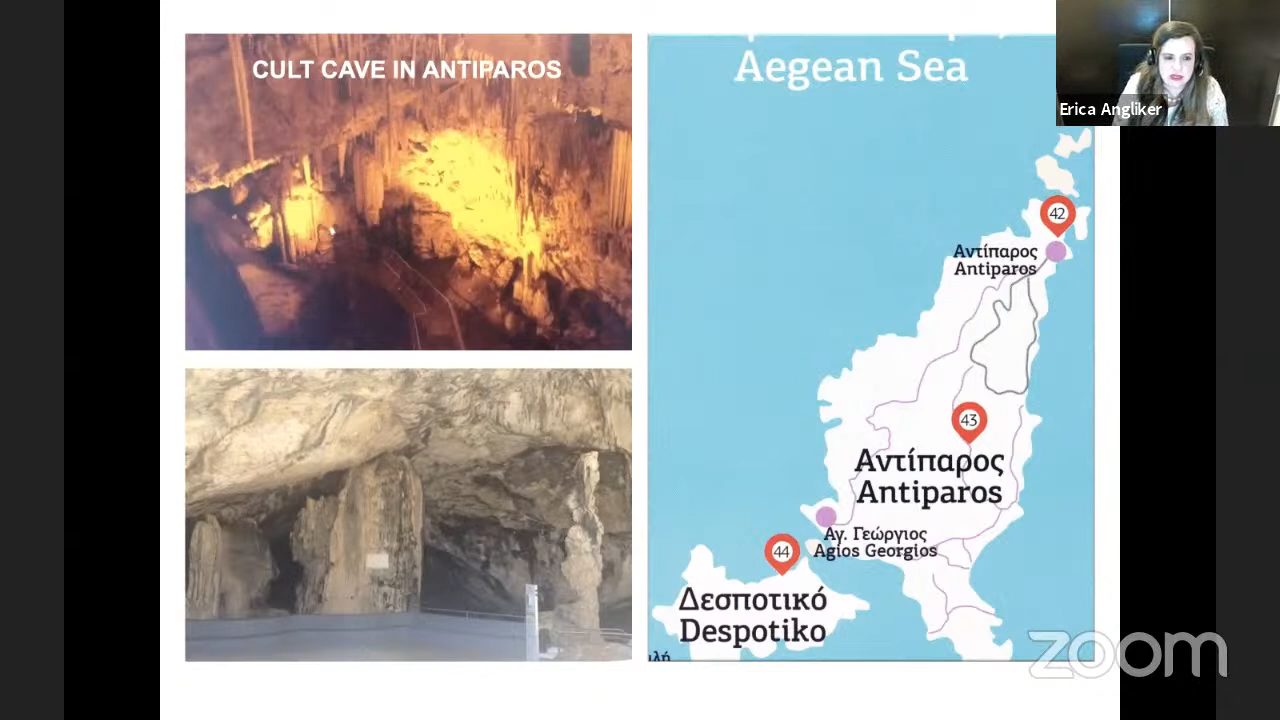 CULT CAVE IN ANTIPAROS
Aegean Sea
Erica Angliker
42
Αντίπαρος
Antiparos
43
Αντίπαρος
Antiparos
Αγ. Γεώργιος
Agios Georgios
44
Δεσποτικό
Despotiko
zoom